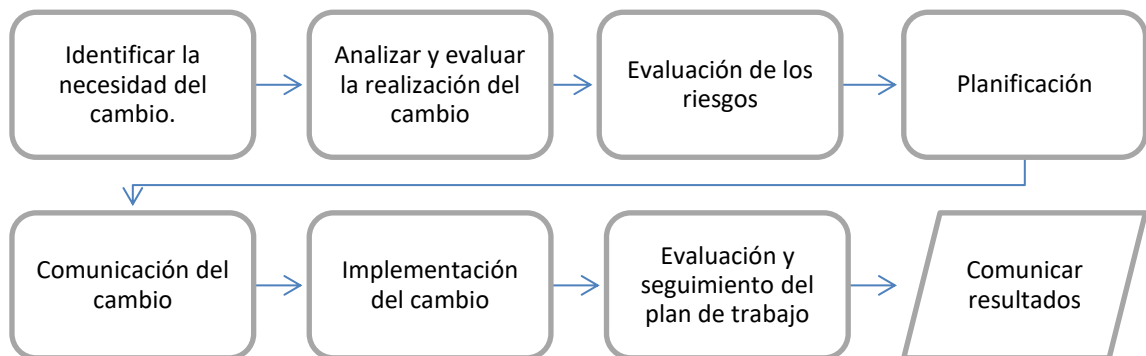 Identificar la
necesidad del
cambio.
Analizar y evaluar
la realización del
cambio
Evaluación de los
riesgos
Planificación
Comunicación del
cambio
Implementación
del cambio
Evaluación y
seguimiento del
plan de trabajo
Comunicar
resultados